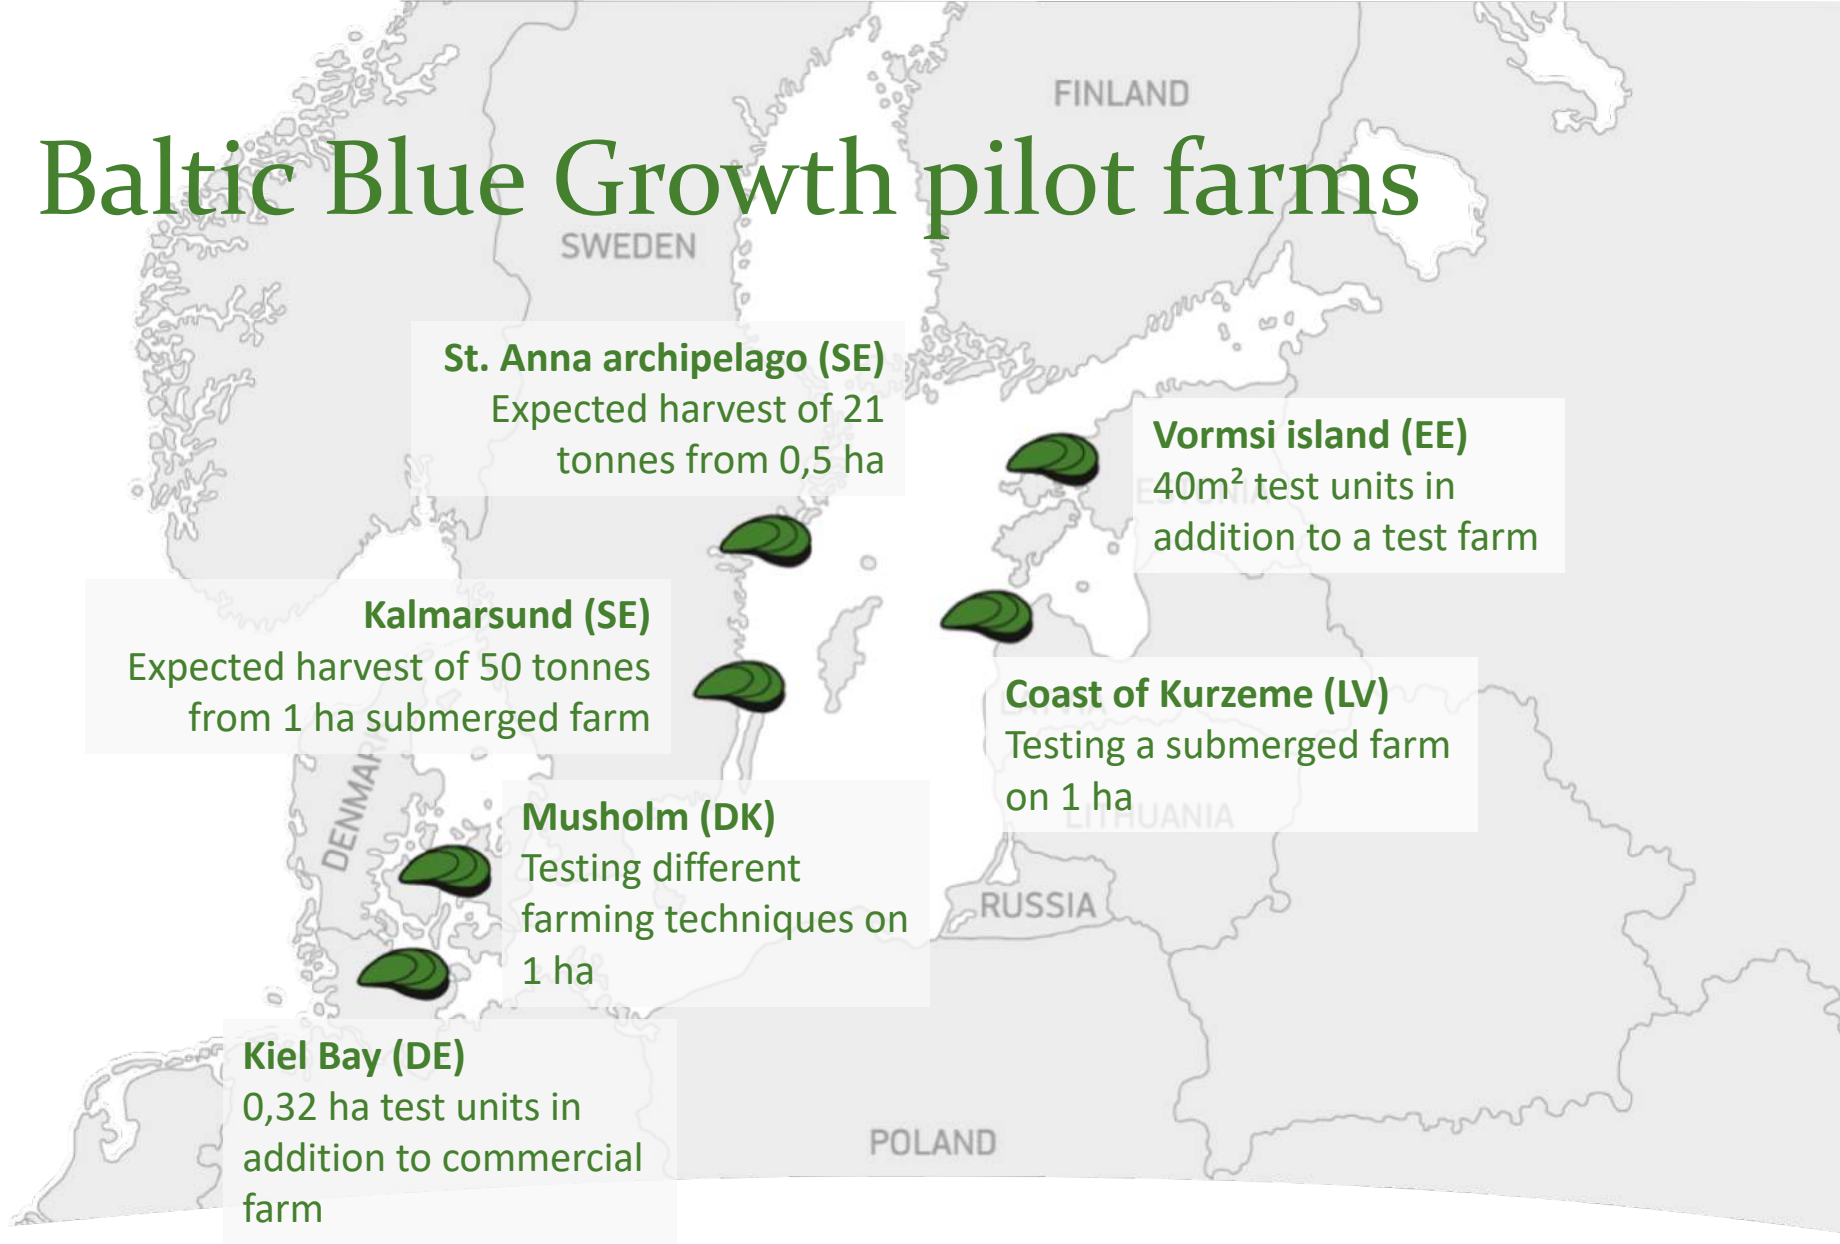 FINLAND
Baltic Blue Growth pilot farms
SWEDEN
St. Anna archipelago (SE)
Expected harvest of 21
tonnes from 0,5 ha
Vormsi island (EE)
40m² test units in
addition to a test farm
ESTONIA
Kalmarsund (SE)
Expected harvest of 50 tonnes
from 1 ha submerged farm
Coast of Kurzeme (LV)
Testing a submerged farm
on 1 ha
LATVIA
LITHUANIA
DENMARK
Musholm (DK)
Testing different
farming techniques on
1 ha
RUSSIA
Kiel Bay (DE)
0,32 ha test units in
addition to commercial
farm
POLAND